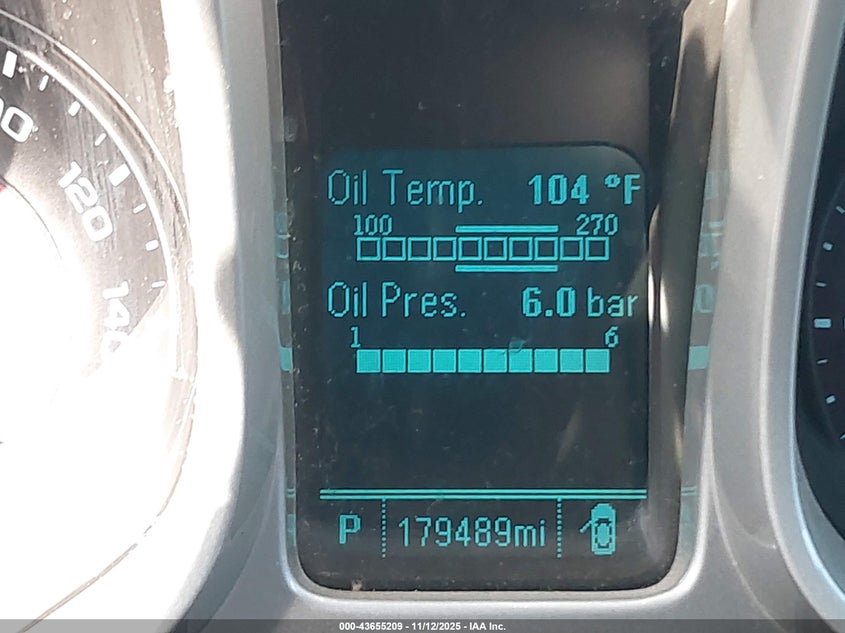 Oil Temp. 104 °F
100 270
Oil Pres. 6.0 bar
1 6
P 179489mi
120
140
000-43655209 - 11/12/2025 - IAA Inc.